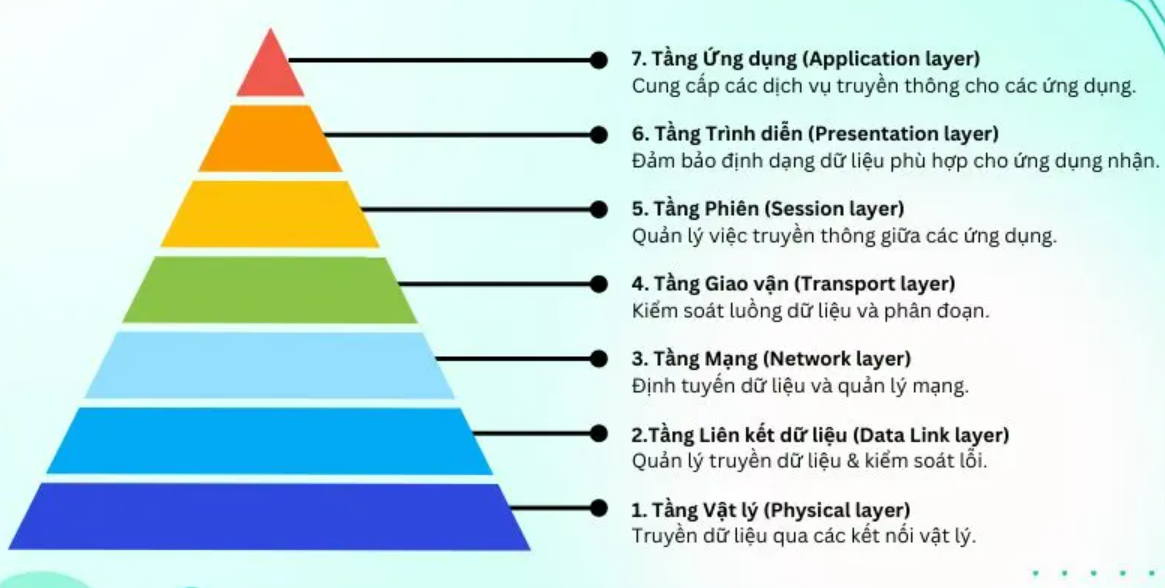 7. Tầng Ứng dụng (Application layer)
Cung cấp các dịch vụ truyền thông cho các ứng dụng.
6. Tầng Trình diễn (Presentation layer)
Đảm bảo định dạng dữ liệu phù hợp cho ứng dụng nhận.
5. Tầng Phiên (Session layer)
Quản lý việc truyền thông giữa các ứng dụng.
4. Tầng Giao vận (Transport layer)
Kiểm soát luồng dữ liệu và phân đoạn.
3. Tầng Mạng (Network layer)
Định tuyến dữ liệu và quản lý mạng.
2.Tầng Liên kết dữ liệu (Data Link layer)
Quản lý truyền dữ liệu & kiểm soát lỗi.
1. Tầng Vật lý (Physical layer)
Truyền dữ liệu qua các kết nối vật lý.